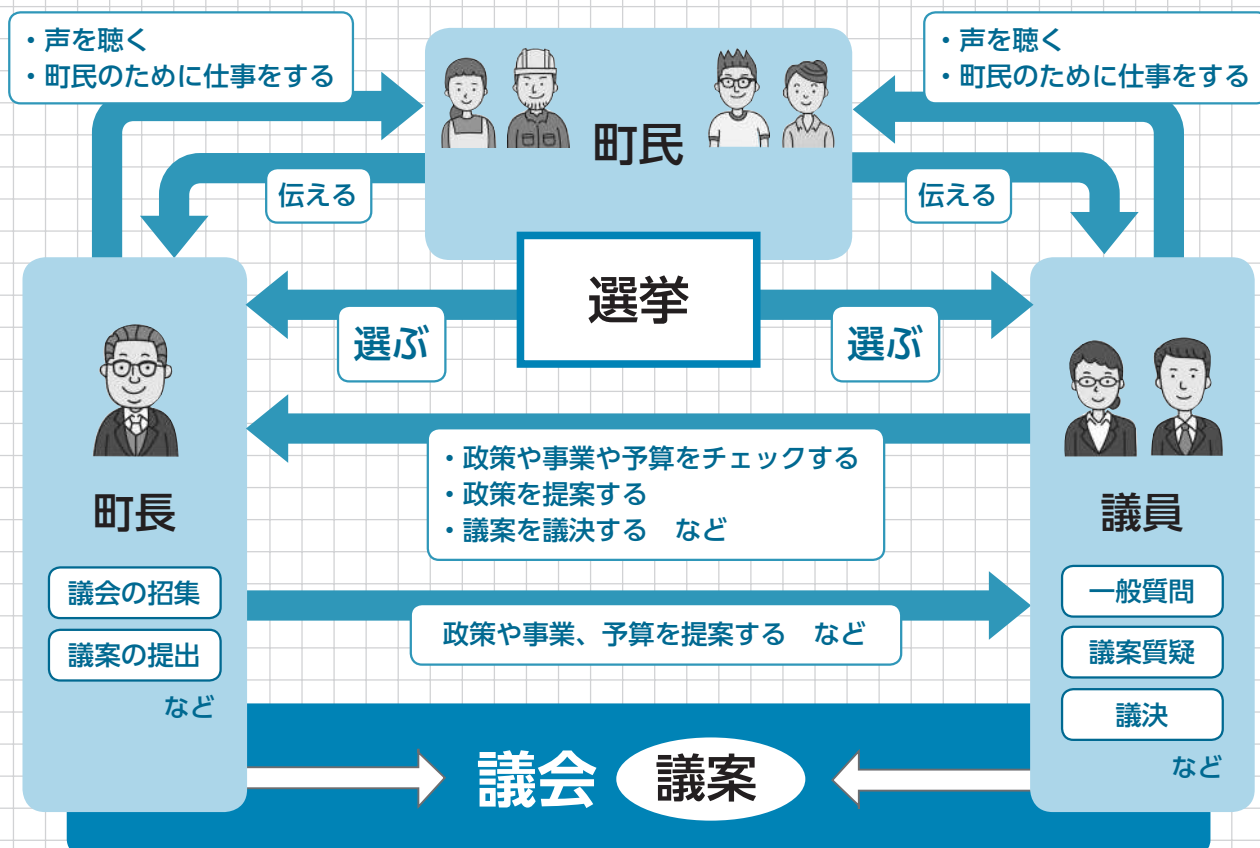 ・声を聴く
・町民のために仕事をする
・声を聴く
・町民のために仕事をする
町民
伝える
伝える
選挙
選ぶ
選ぶ
・政策や事業や予算をチェックする
・政策を提案する
・議案を議決する　など
町長
議会の招集
議案の提出
など
政策や事業、予算を提案する　など
議員
一般質問
議案質疑
議決
など
議会
議案